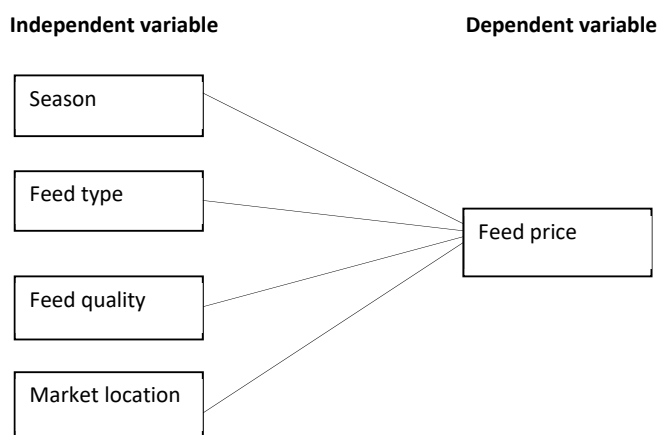 Independent variable
Dependent variable
Season
Feed type
Feed price
Feed quality
Market location